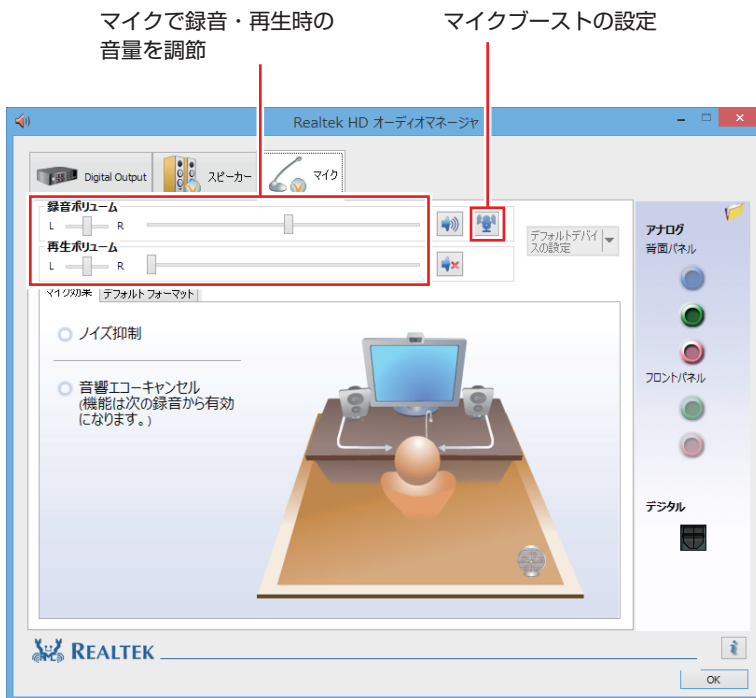 マイクで録音・再生時の
音量を調節
マイクブーストの設定
Realtek HD オーディオマネージャ
Digital Output
スピーカー
マイク
録音ボリューム
L
R
デフォルトデバイ
スの設定
再生ボリューム
L
R
マイク効果
デフォルト フォーマット
ノイズ抑制
音響エコーキャンセル
(機能は次の録音から有効
になります。)
アナログ
背面パネル
フロントパネル
デジタル
REALTEK
i
OK